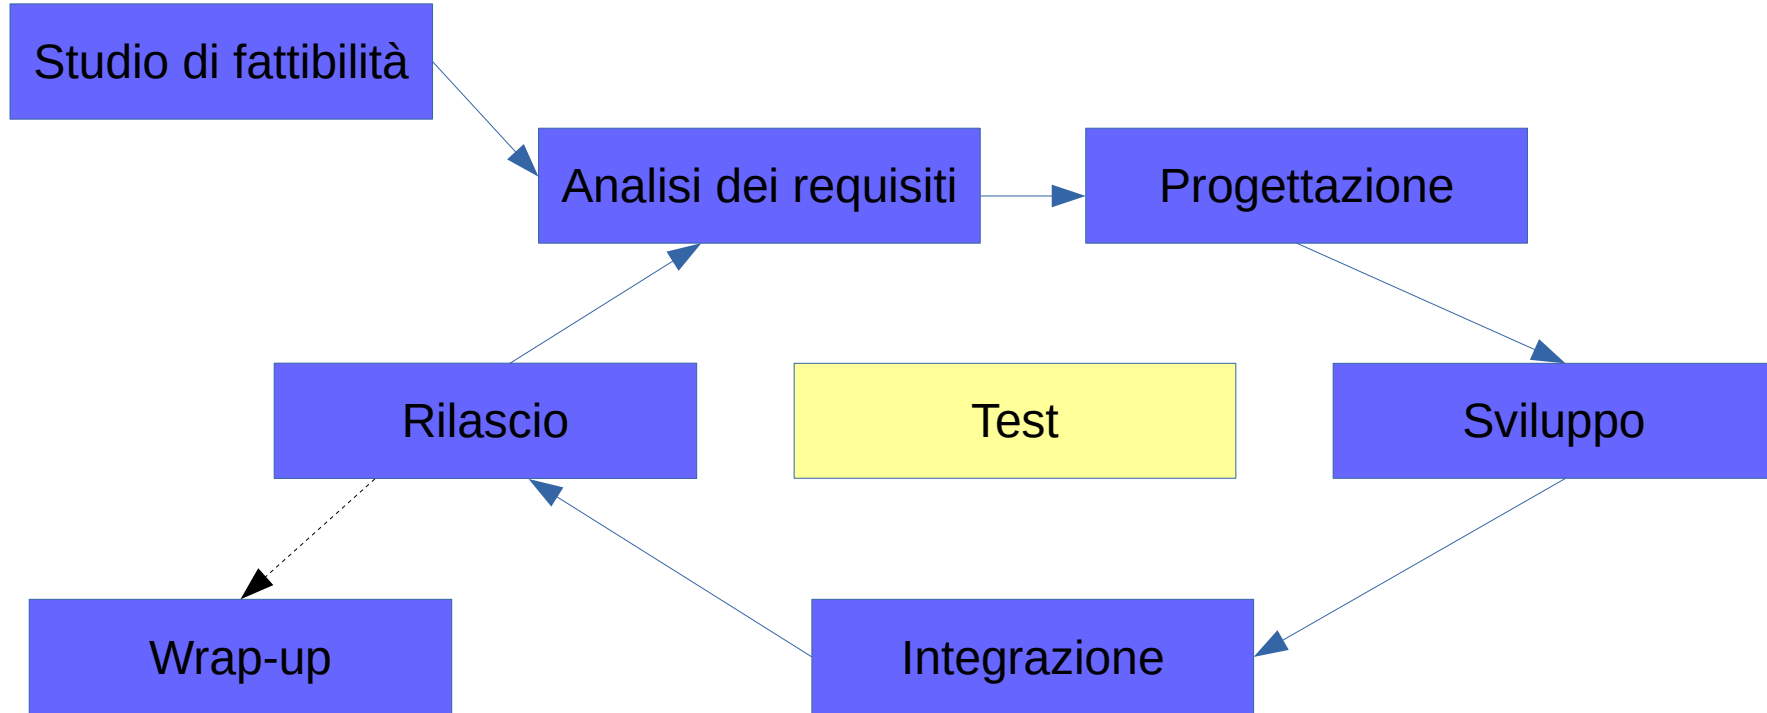 Studio di fattibilità
Analisi dei requisiti
Progettazione
Rilascio
Test
Sviluppo
Wrap-up
Integrazione